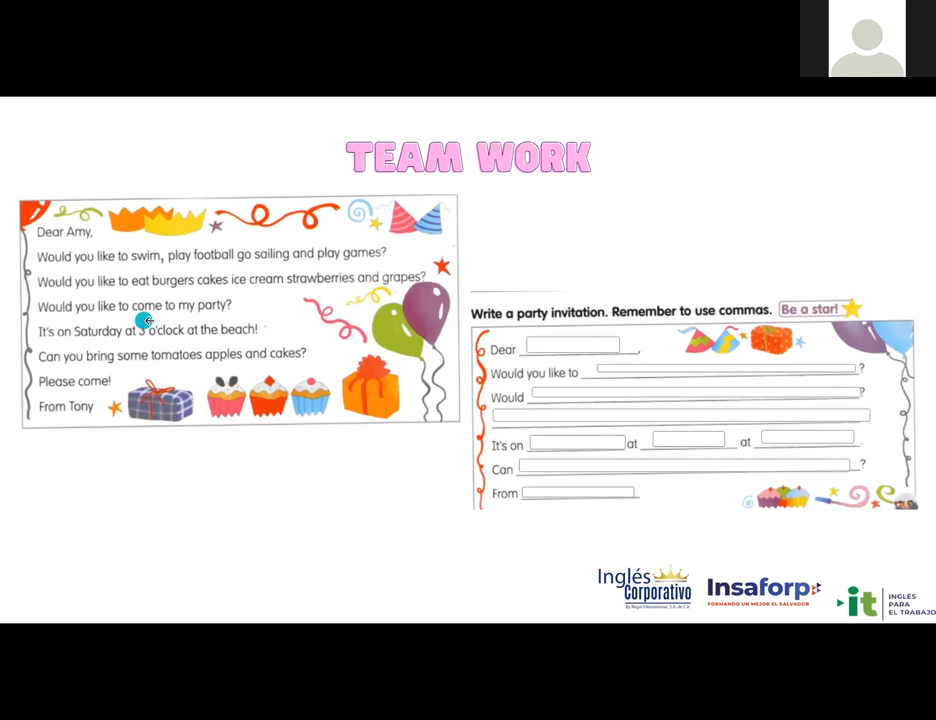 TEAM WORK
Dear Amy,
Would you like to swim, play football go sailing and play games?
Would you like to eat burgers cakes ice cream strawberries and grapes?
Would you like to come to my party?
It's on Saturday at 3 o'clock at the beach!
Can you bring some tomatoes apples and cakes?
Please come!
From Tony
Write a party invitation. Remember to use commas. Be a star!
Dear ,
Would you like to ?
Would ?
It's on at at .
Can ?
From
Inglés
Corporativo
By Regal International, S.A. de C.V.
Insaforp
FORMANDO UN MEJOR EL SALVADOR
it
INGLÉS
PARA
EL TRABAJO